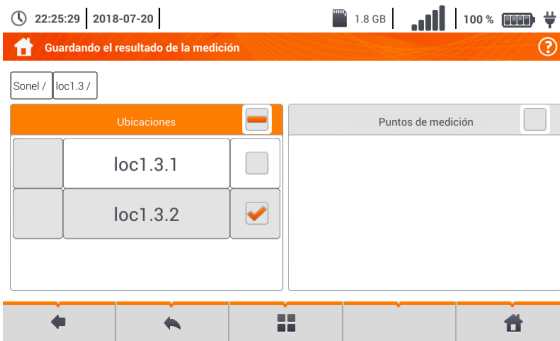 22:25:29 2018-07-20 1.8 GB 100 %
Guardando el resultado de la medición ?
Sonel / loc1.3 /
Ubicaciones Puntos de medición
loc1.3.1
loc1.3.2